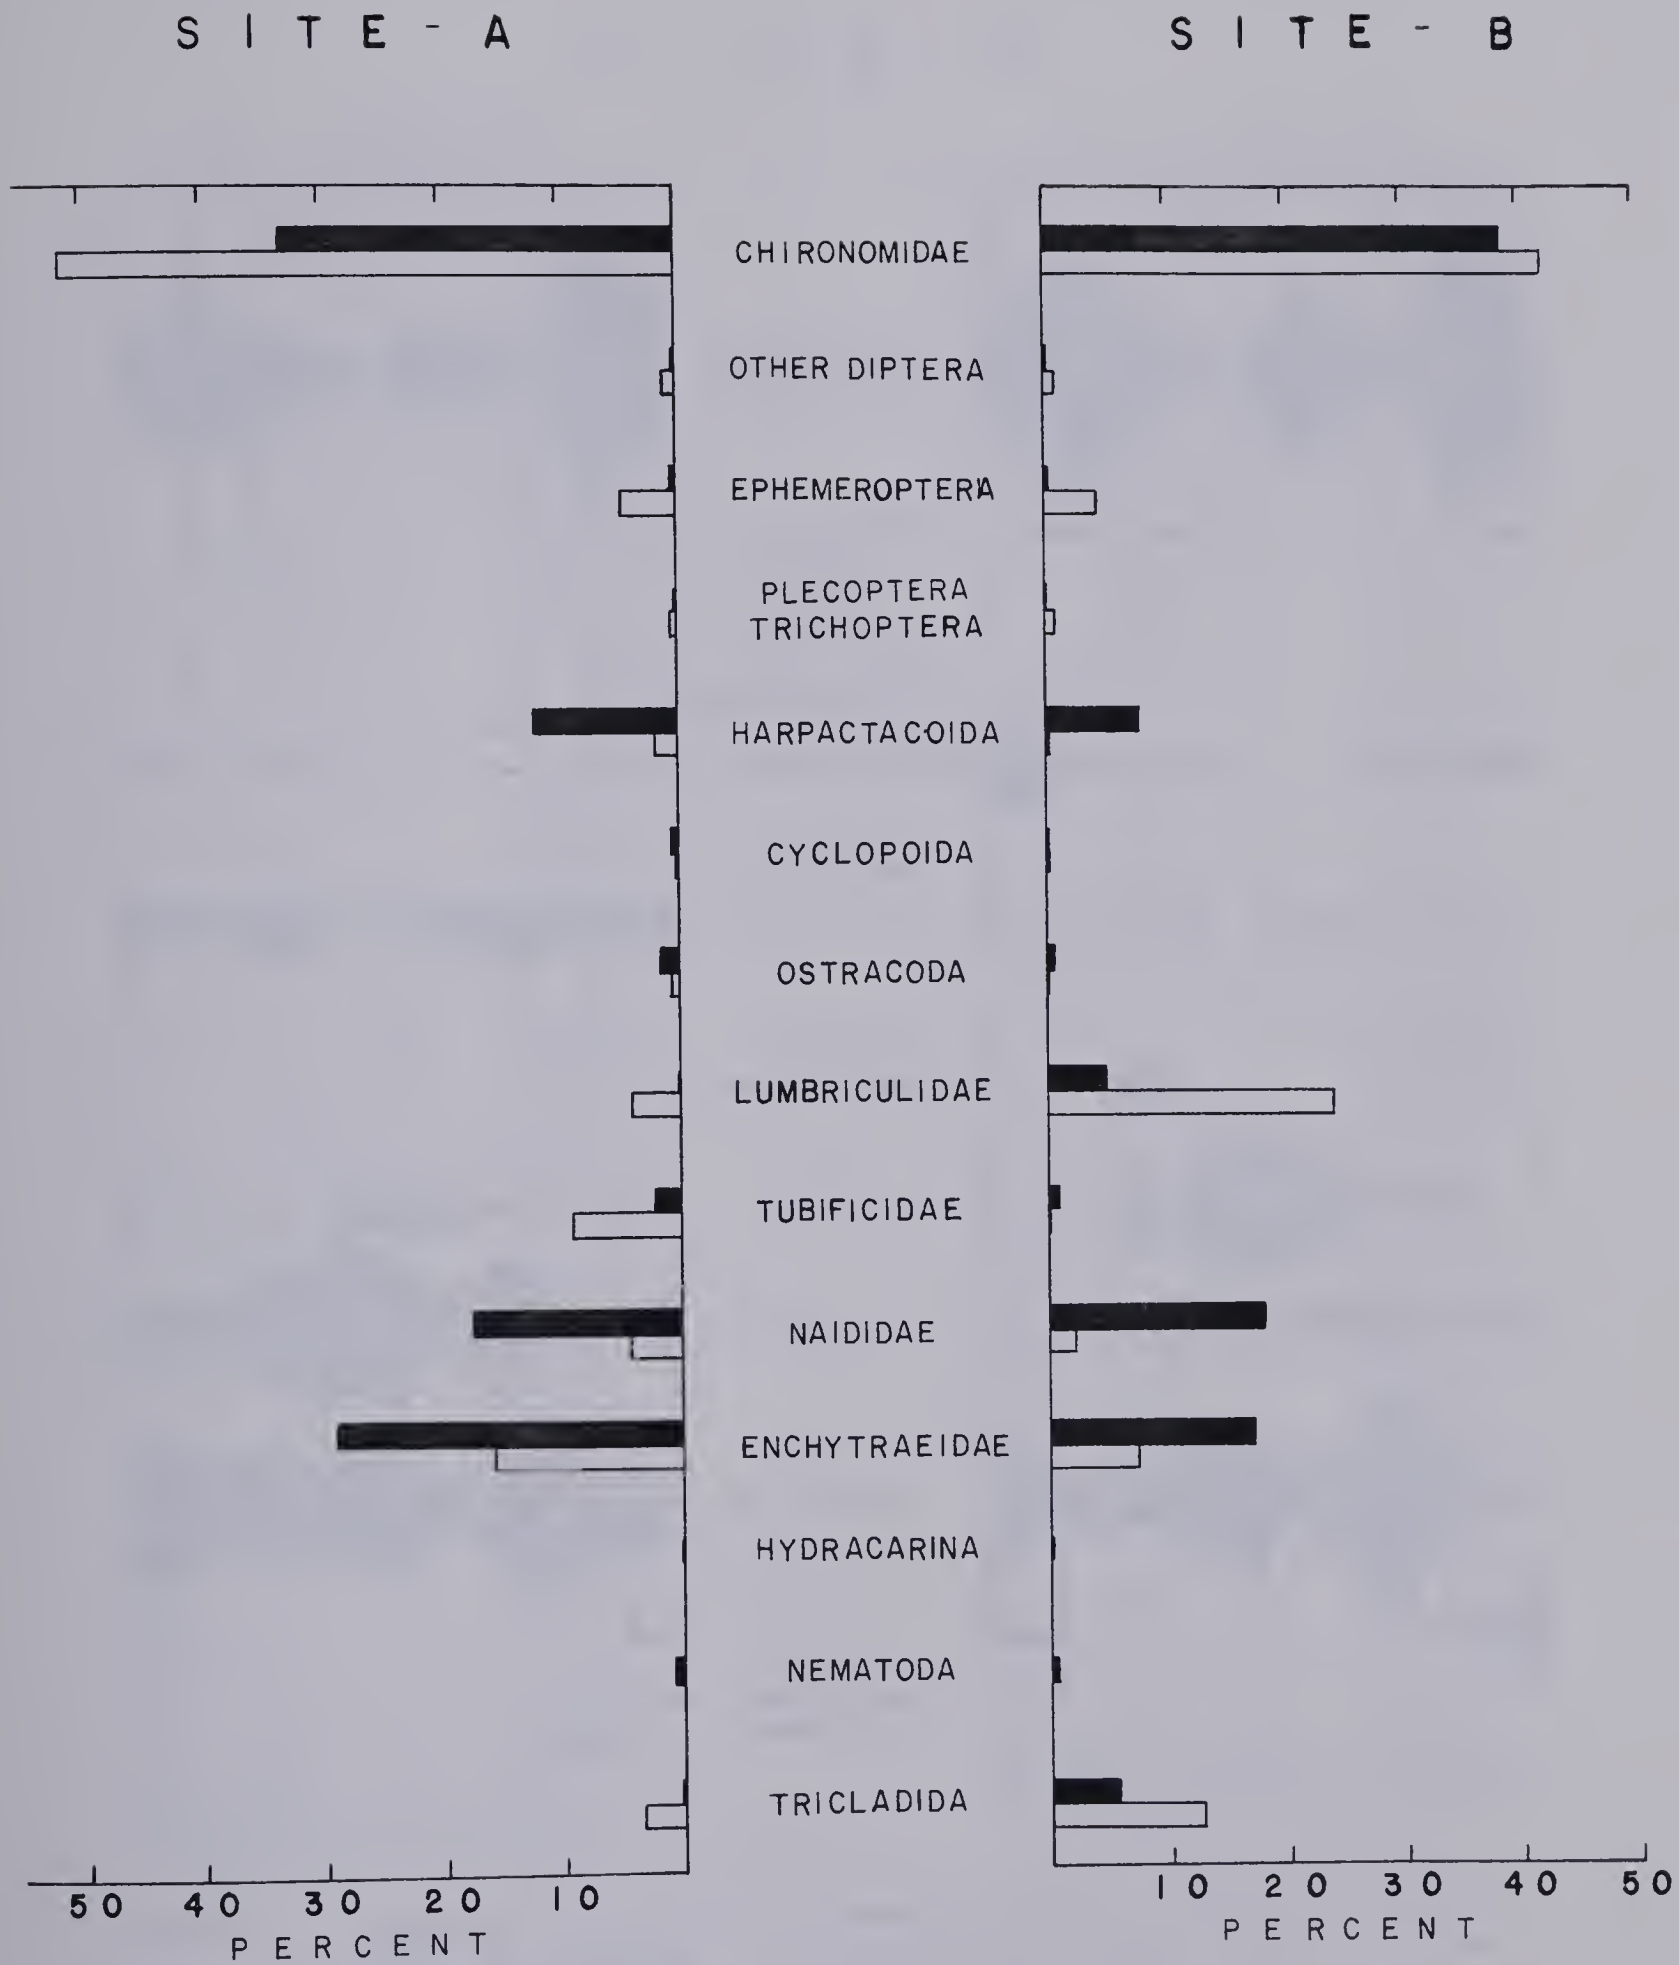 SITE-A
SITE-B
CHIRONOMIDAE
OTHER DIPTERA
EPHEMEROPTERA
PLECOPTERA
TRICHOPTERA
HARPACTACOIDA
CYCLOPOIDA
OSTRACODA
LUMBRICULIDAE
TUBIFICIDAE
NAIDIDAE
ENCHYTRAEIDAE
HYDRACARINA
NEMATODA
TRICLADIDA
50 40 30 20 10
10 20 30 40 50
PERCENT
PERCENT